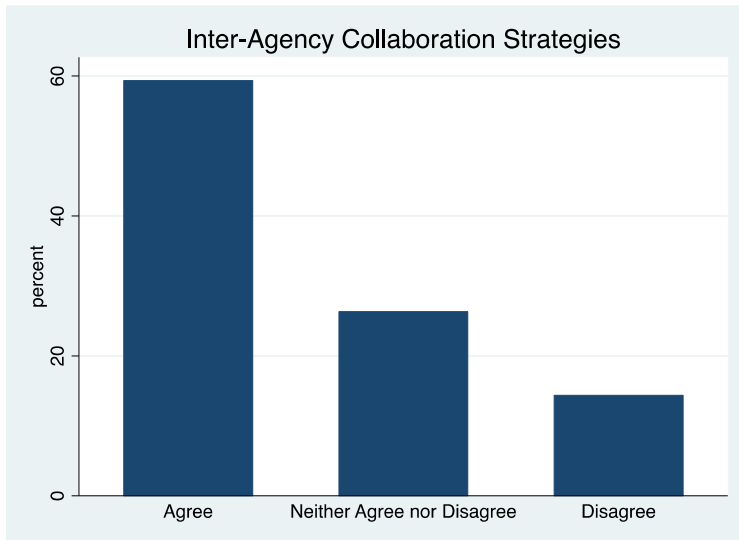 Inter-Agency Collaboration Strategies
60
40
20
0
percent
Agree
Neither Agree nor Disagree
Disagree